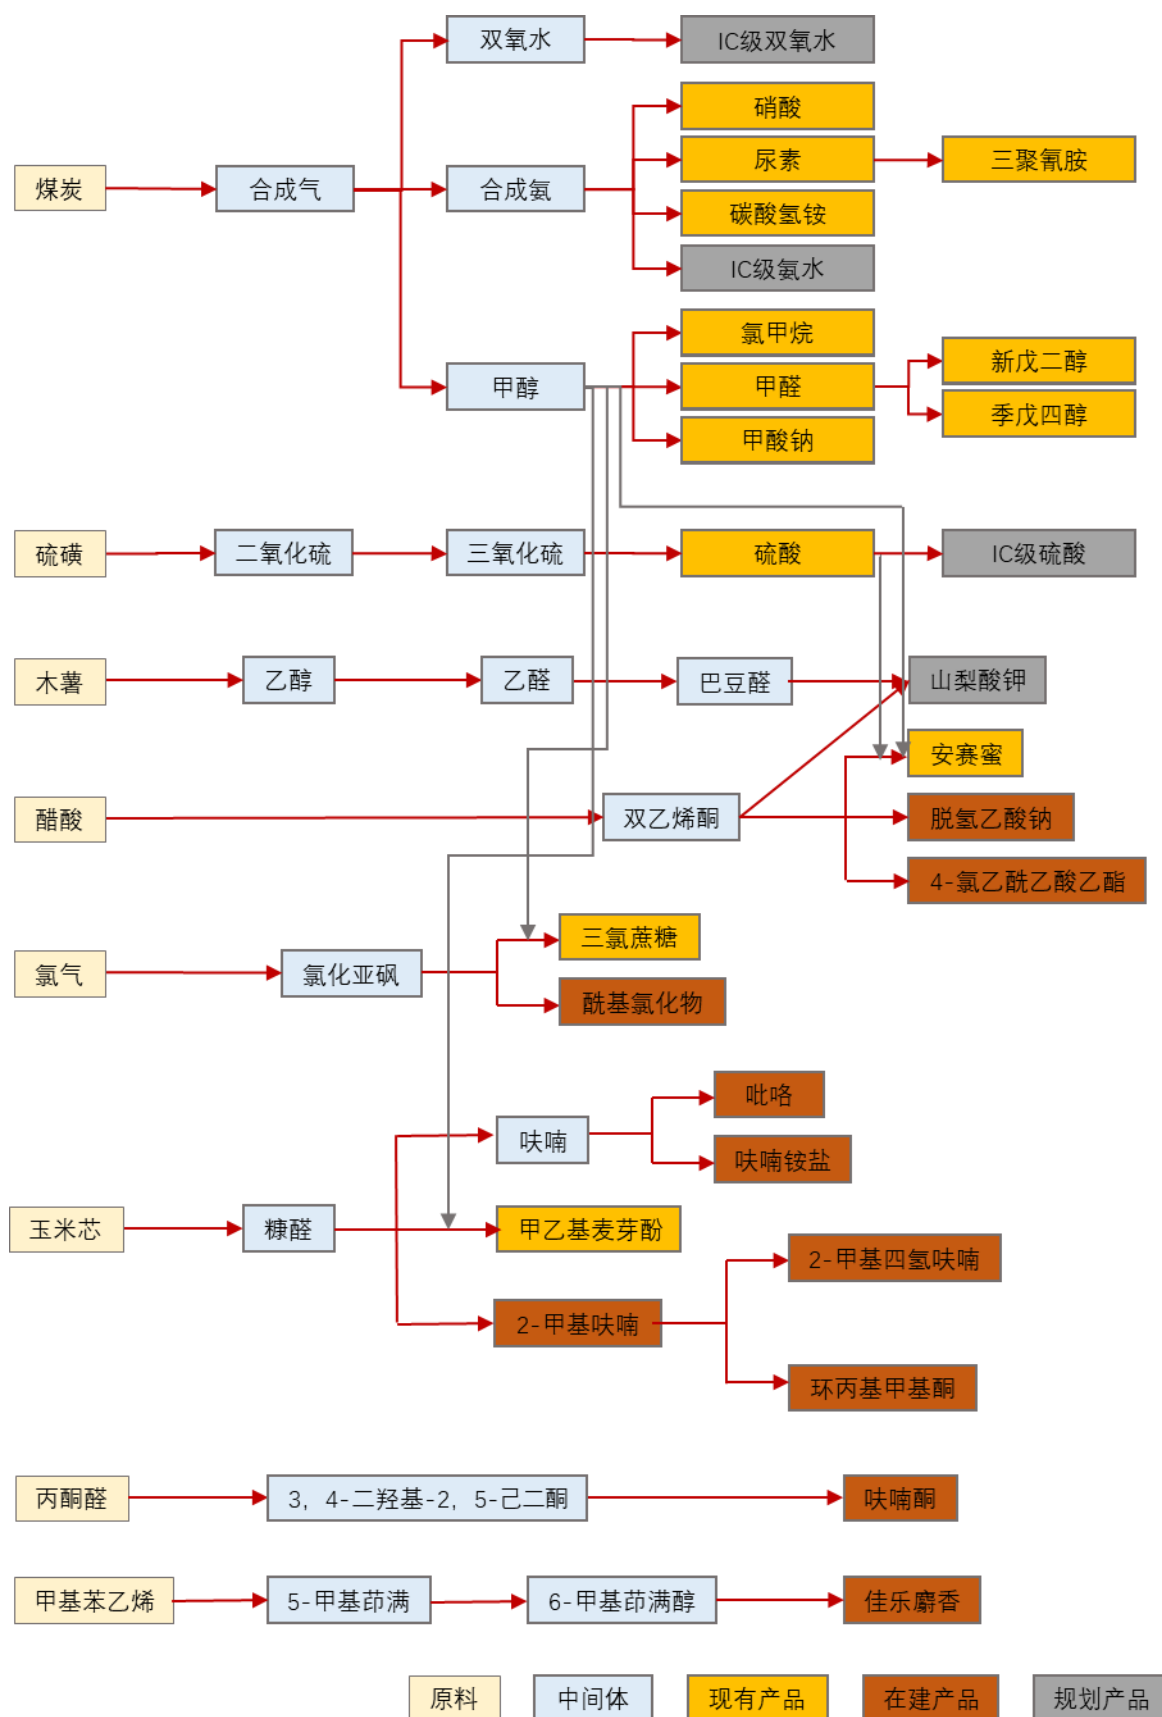 双氧水
IC级双氧水
硝酸
煤炭
合成气
合成氨
尿素
三聚氰胺
碳酸氢铵
IC级氨水
氯甲烷
甲醇
甲醛
新戊二醇
季戊四醇
甲酸钠
硫磺
二氧化硫
三氧化硫
硫酸
IC级硫酸
木薯
乙醇
乙醛
巴豆醛
山梨酸钾
安赛蜜
醋酸
双乙烯酮
脱氢乙酸钠
4-氯乙酰乙酸乙酯
三氯蔗糖
氯气
氯化亚砜
酰基氯化物
吡咯
呋喃
呋喃铵盐
玉米芯
糠醛
甲乙基麦芽酚
2-甲基四氢呋喃
2-甲基呋喃
环丙基甲基酮
丙酮醛
3，4-二羟基-2，5-己二酮
呋喃酮
甲基苯乙烯
5-甲基茚满
6-甲基茚满醇
佳乐麝香
原料
中间体
现有产品
在建产品
规划产品